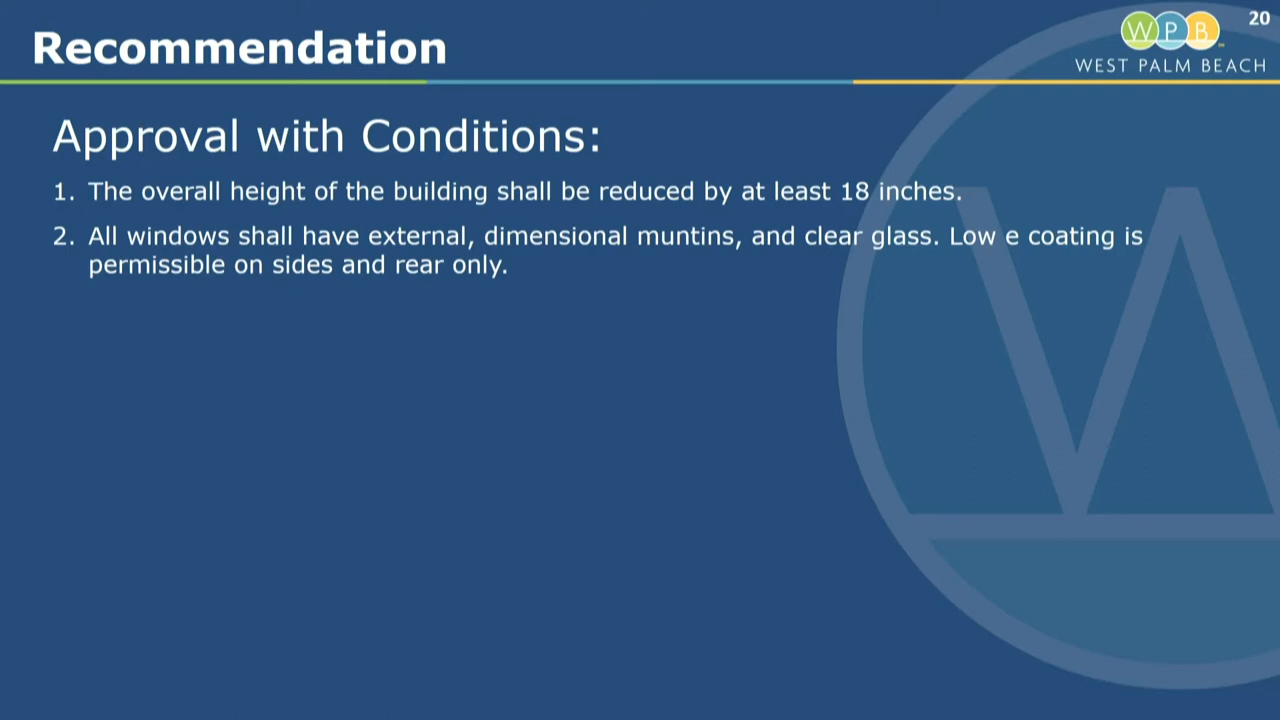 20
Recommendation
WPB
WEST PALM BEACH
Approval with Conditions:
1. The overall height of the building shall be reduced by at least 18 inches.
2. All windows shall have external, dimensional muntins, and clear glass. Low e coating is
permissible on sides and rear only.
W